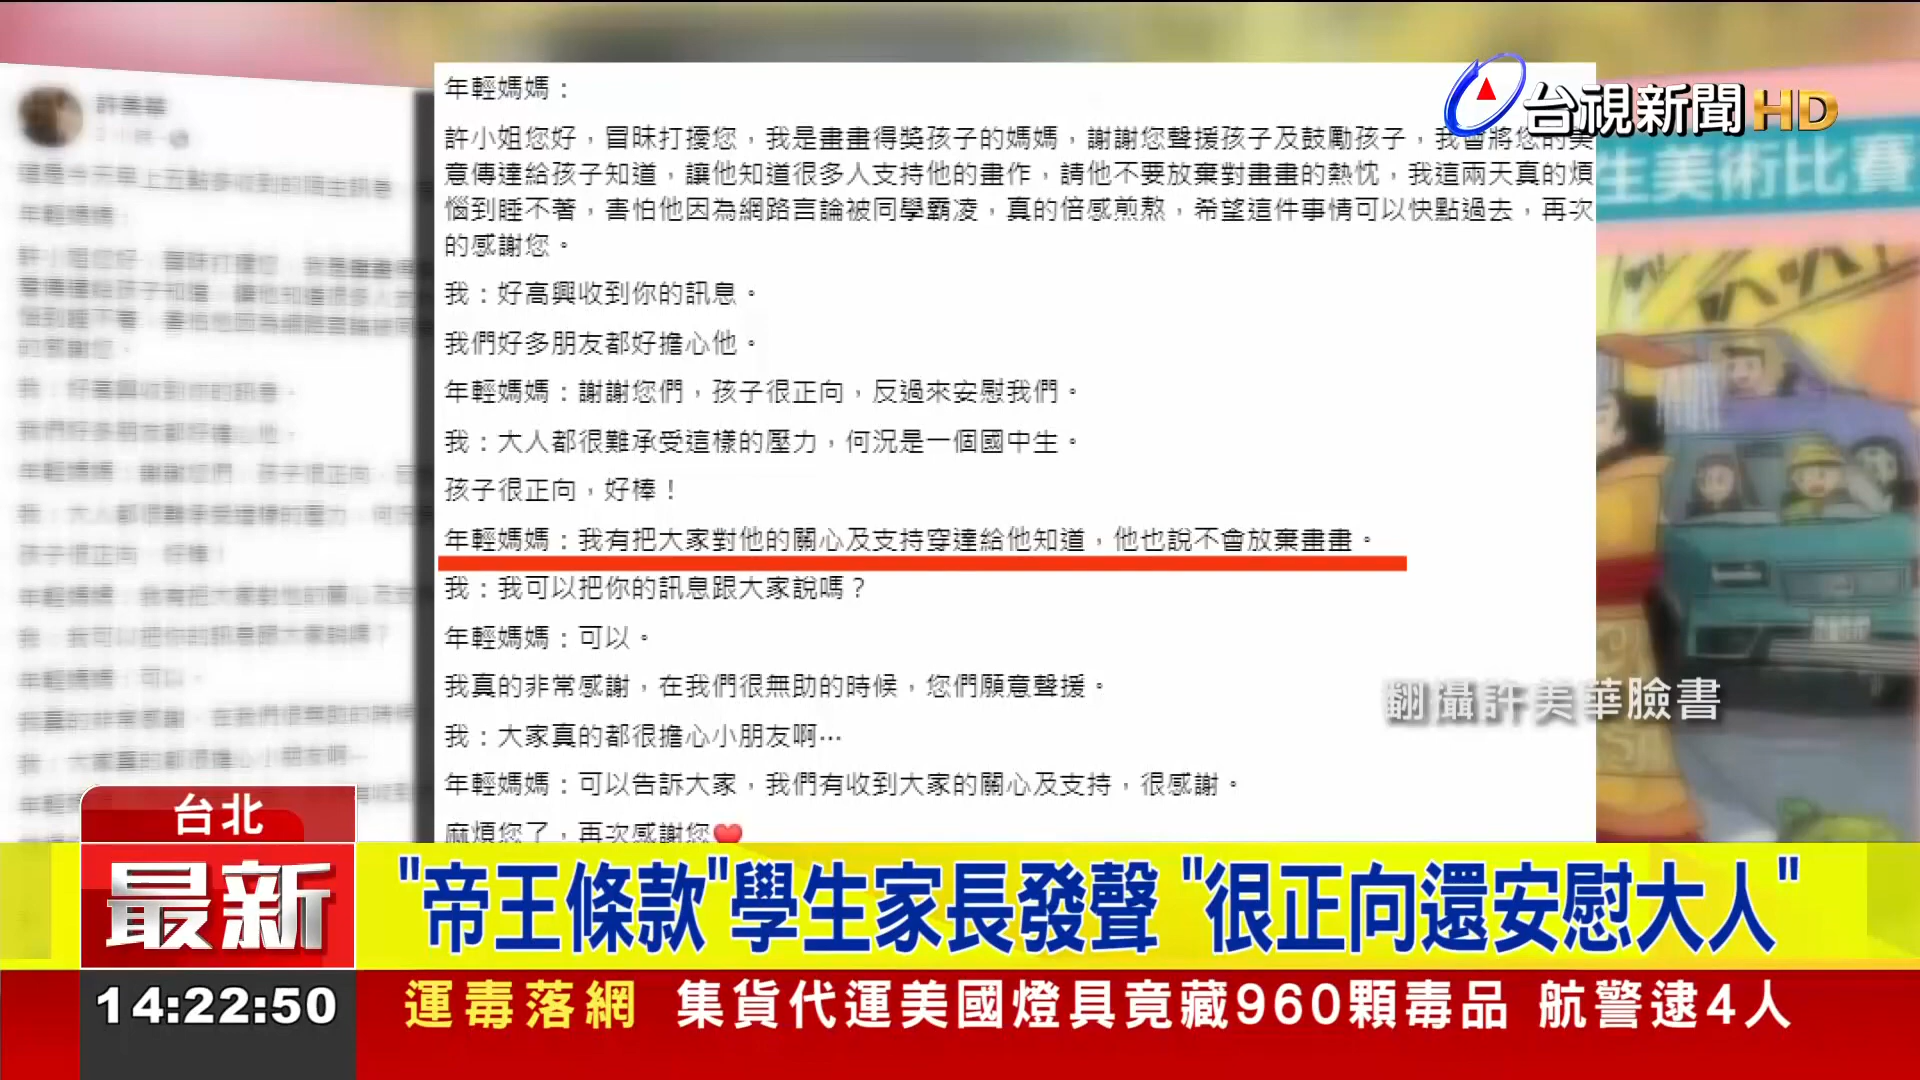 年輕媽媽：
許小姐您好，冒昧打擾您，我是畫畫得獎孩子的媽媽，謝謝您聲援孩子及鼓勵孩子，我會將您的美
意傳達給孩子知道，讓他知道很多人支持他的畫作，請他不要放棄對畫畫的熱忱，我這兩天真的煩
惱到睡不著，害怕他因為網路言論被同學霸凌，真的倍感煎熬，希望這件事情可以快點過去，再次
的感謝您。
我：好高興收到你的訊息。
我們好多朋友都好擔心他。
年輕媽媽：謝謝您們，孩子很正向，反過來安慰我們。
我：大人都很難承受這樣的壓力，何況是一個國中生。
孩子很正向，好棒！
年輕媽媽：我有把大家對他的關心及支持穿達給他知道，他也說不會放棄畫畫。
我：我可以把你的訊息跟大家說嗎？
年輕媽媽：可以。
我真的非常感謝，在我們很無助的時候，您們願意聲援。
我：大家真的都很擔心小朋友啊…
年輕媽媽：可以告訴大家，我們有收到大家的關心及支持，很感謝。
麻煩您了，再次感謝您❤
台視新聞HD
生美術比賽
翻攝許美華臉書
台北
最新
"帝王條款"學生家長發聲 "很正向還安慰大人"
14:22:50
運毒落網 集貨代運美國燈具竟藏960顆毒品 航警逮4人